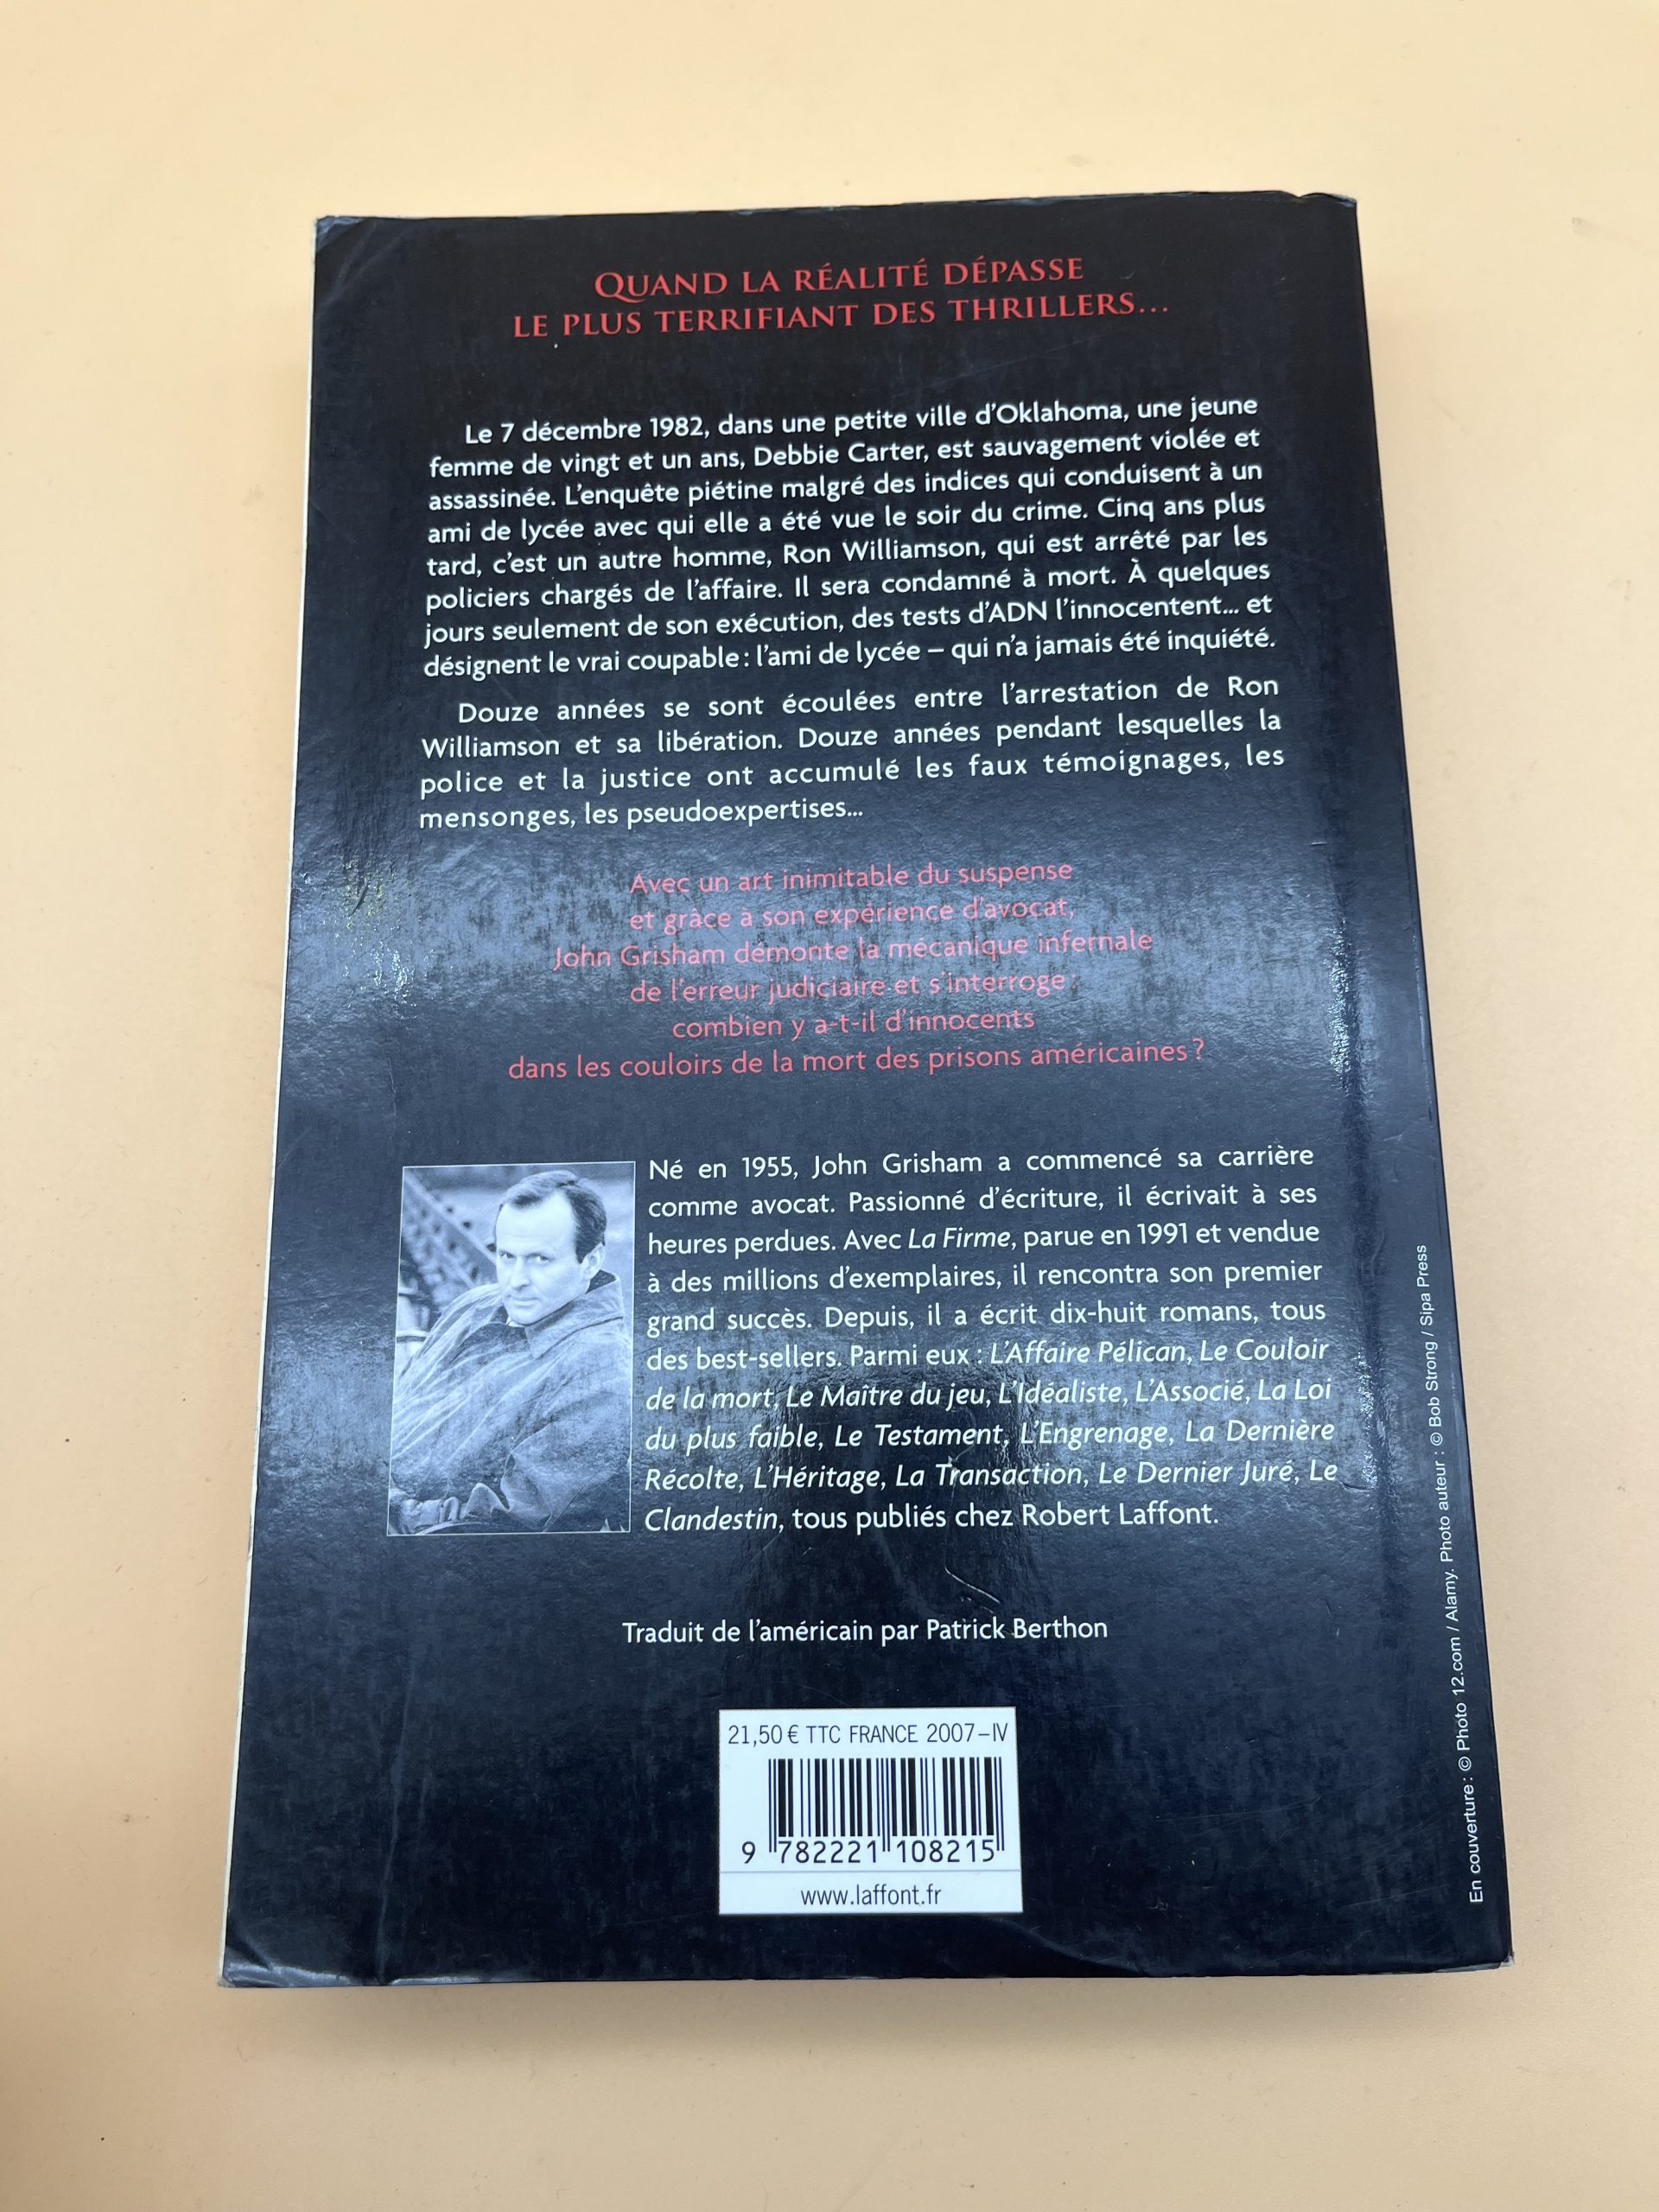 QUAND LA RÉALITÉ DÉPASSE
LE PLUS TERRIFIANT DES THRILLERS...
Le 7 décembre 1982, dans une petite ville d'Oklahoma, une jeune
femme de vingt et un ans, Debbie Carter, est sauvagement violée et
assassinée. L'enquête piétine malgré des indices qui conduisent à un
ami de lycée avec qui elle a été vue le soir du crime. Cinq ans plus
tard, c'est un autre homme, Ron Williamson, qui est arrêté par les
policiers chargés de l'affaire. Il sera condamné à mort. À quelques
jours seulement de son exécution, des tests d'ADN l'innocentent... et
désignent le vrai coupable : l'ami de lycée – qui n'a jamais été inquiété.
Douze années se sont écoulées entre l'arrestation de Ron
Williamson et sa libération. Douze années pendant lesquelles la
police et la justice ont accumulé les faux témoignages, les
mensonges, les pseudoexpertises...
Avec un art inimitable du suspense
et grâce à son expérience d'avocat,
John Grisham démonte la mécanique infernale
de l'erreur judiciaire et s'interroge :
combien y a-t-il d'innocents
dans les couloirs de la mort des prisons américaines ?
Né en 1955, John Grisham a commencé sa carrière
comme avocat. Passionné d'écriture, il écrivait à ses
heures perdues. Avec La Firme, parue en 1991 et vendue
à des millions d'exemplaires, il rencontra son premier
grand succès. Depuis, il a écrit dix-huit romans, tous
des best-sellers. Parmi eux : L'Affaire Pélican, Le Couloir
de la mort, Le Maître du jeu, L'Idéaliste, L'Associé, La Loi
du plus faible, Le Testament, L'Engrenage, La Dernière
Récolte, L'Héritage, La Transaction, Le Dernier Juré, Le
Clandestin, tous publiés chez Robert Laffont.
Traduit de l'américain par Patrick Berthon
21,50 € TTC FRANCE 2007–IV
9 782221 108215
www.laffont.fr
En couverture : © Photo 12.com / Alamy. Photo auteur : © Bob Strong / Sipa Press